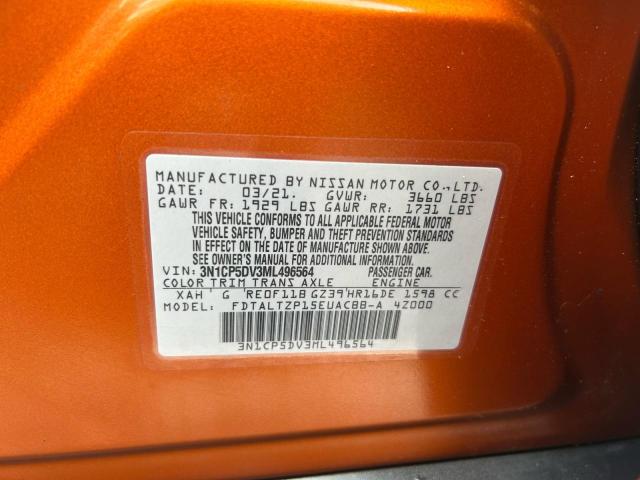 MANUFACTURED BY NISSAN MOTOR CO.,LTD.
DATE: 03/21. GVWR: 3660 LBS
GAWR FR: 1929 LBS GAWR RR: 1731 LBS
THIS VEHICLE CONFORMS TO ALL APPLICABLE FEDERAL MOTOR
VEHICLE SAFETY, BUMPER AND THEFT PREVENTION STANDARDS
IN EFFECT ON THE DATE OF MANUFACTURE SHOWN ABOVE.
SEE OWNER'S MANUAL FOR ADDITIONAL INFORMATION
VIN: 3N1CP5DV3ML496564 PASSENGER CAR.
COLOR TRIM TRANS AXLE ENGINE
XAH' G 'RE0F11B GZ39'HR16DE 1598 CC
MODEL: FDTALTZP15EUACBB-A 4Z000
3N1CP5DV3ML496564